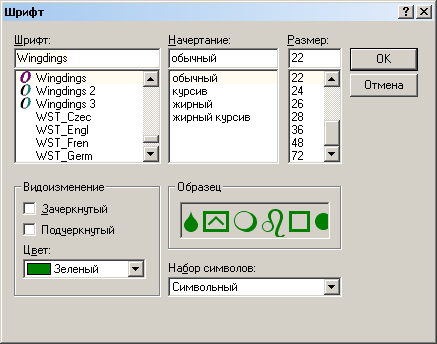 Шрифт
Шрифт: Начертание: Размер:
Wingdings обычный 22 OK
Wingdings обычный 22 Отмена
Wingdings 2 курсив 24
Wingdings 3 жирный 26
WST_Czec жирный курсив 28
WST_Engl 36
WST_Fren 48
WST_Germ 72
Видоизменение Образец
Зачеркнутый
Подчеркнутый
Цвет:
Зеленый
Набор символов:
Символьный